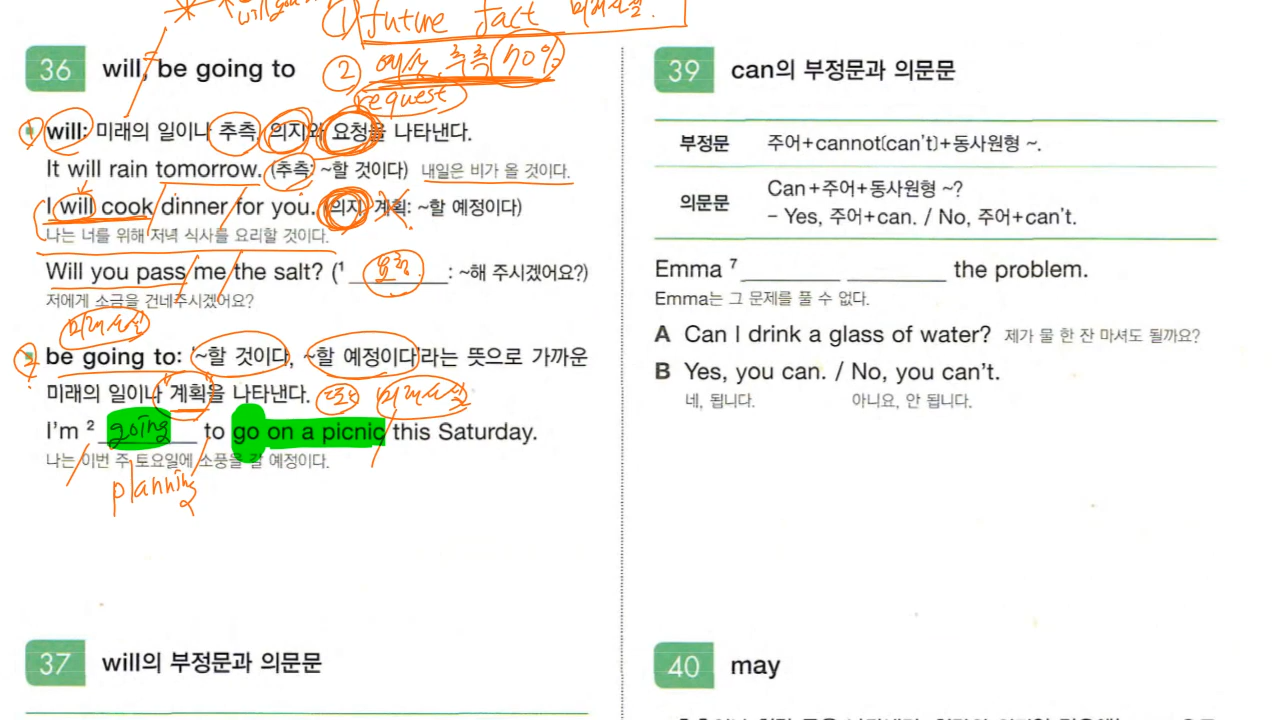 ① future fact 미래사실.
36 will, be going to
② 예상, 추측 70%
request
1 will: 미래의 일이나 추측, 의지와 요청을 나타낸다.
It will rain tomorrow. (추측: ~할 것이다) 내일은 비가 올 것이다.
I will cook dinner for you. (의지, 계획: ~할 예정이다)
나는 너를 위해 저녁 식사를 요리할 것이다.
Will you pass me the salt? (¹ 요청 : ~해 주시겠어요?)
저에게 소금을 건네주시겠어요?
미래사실
2 be going to: '~할 것이다, ~할 예정이다'라는 뜻으로 가까운
미래의 일이나 계획을 나타낸다. 또는 미래사실
I'm ² going to go on a picnic this Saturday.
나는 이번 주 토요일에 소풍을 갈 예정이다.
planning
37 will의 부정문과 의문문
39 can의 부정문과 의문문
부정문 주어+cannot(can't)+동사원형 ~.
의문문 Can+주어+동사원형 ~?
– Yes, 주어+can. / No, 주어+can't.
Emma ⁷ ________ ________ the problem.
Emma는 그 문제를 풀 수 없다.
A Can I drink a glass of water? 제가 물 한 잔 마셔도 될까요?
B Yes, you can. / No, you can't.
네, 됩니다. 아니요, 안 됩니다.
40 may